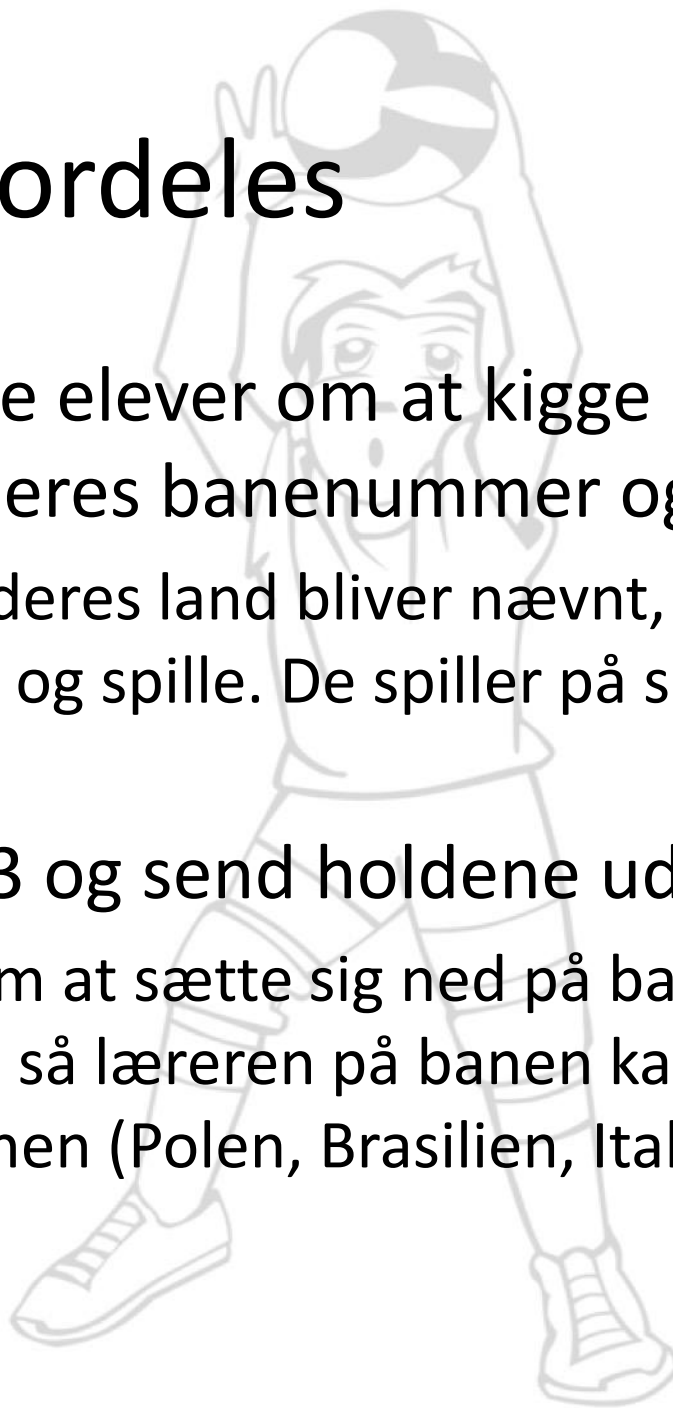 ordeles
e elever om at kigge
eres banenummer og
deres land bliver nævnt,
og spille. De spiller på s
3 og send holdene ud
m at sætte sig ned på ba
så læreren på banen ka
nen (Polen, Brasilien, Ital